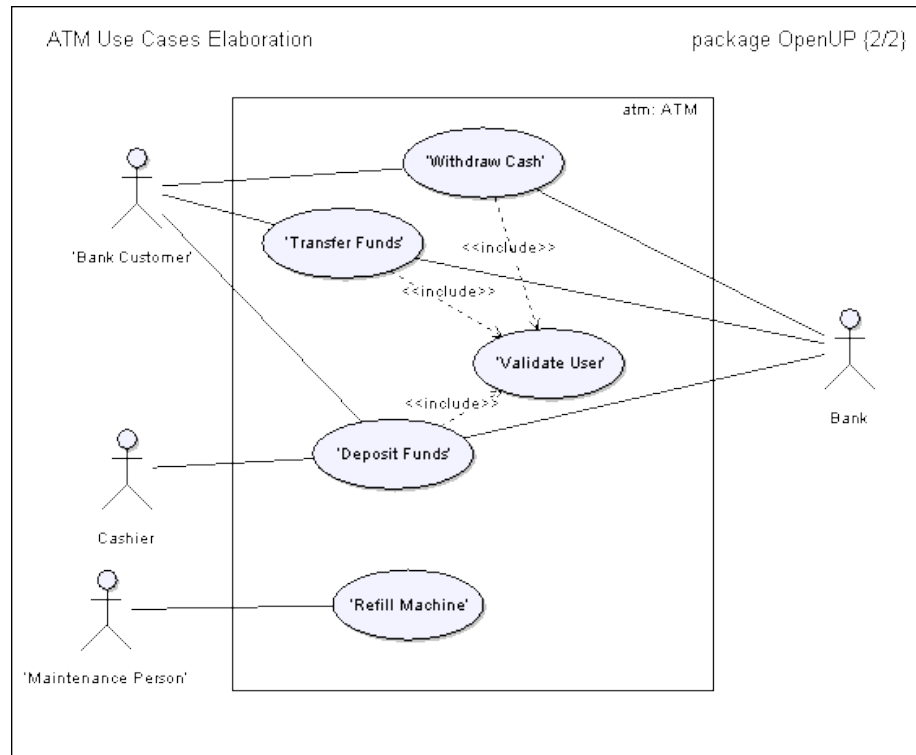 ATM Use Cases Elaboration
package OpenUP {2/2}
atm: ATM
'Withdraw Cash'
'Bank Customer'
'Transfer Funds'
<<include>>
<<include>>
'Validate User'
<<include>>
Bank
'Deposit Funds'
Cashier
'Refill Machine'
'Maintenance Person'